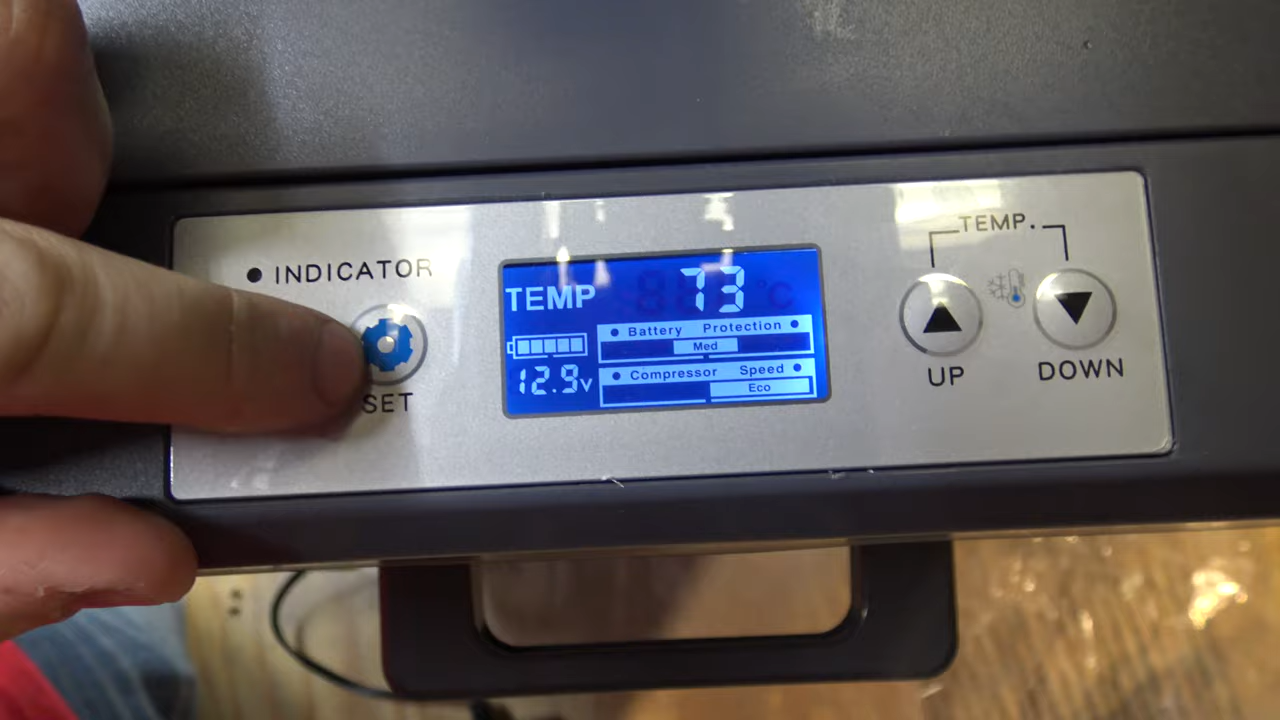 TEMP.
INDICATOR
TEMP 73
Battery Protection
Med
12.9v
Compressor Speed
Eco
SET
UP
DOWN